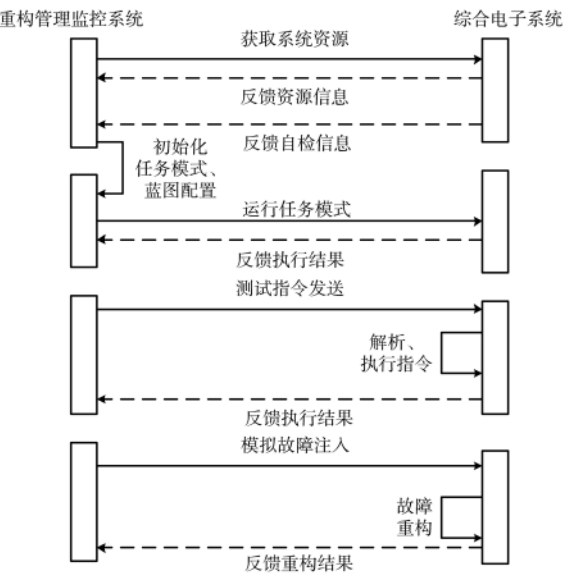 重构管理监控系统
综合电子系统
获取系统资源
反馈资源信息
反馈自检信息
初始化
任务模式、
蓝图配置
运行任务模式
反馈执行结果
测试指令发送
解析、
执行指令
反馈执行结果
模拟故障注入
故障
重构
反馈重构结果